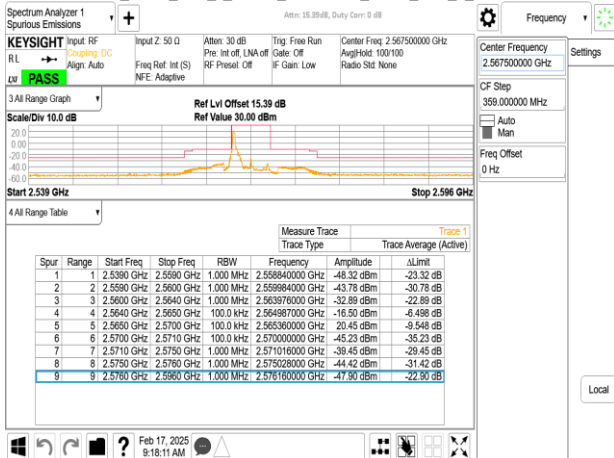 Spectrum Analyzer 1
Spurious Emissions
Attn: 15.39dB, Duty Corr: 0 dB
Frequency
KEYSIGHT
RL
Input: RF
Coupling: DC
Align: Auto
Input Z: 50 Ω
Freq Ref: Int (S)
NFE: Adaptive
Atten: 30 dB
Pre: Int off, LNA off
RF Preset: Off
Trig: Free Run
Gate: Off
IF Gain: Low
Center Freq: 2.567500000 GHz
Avg|Hold: 100/100
Radio Std: None
LXI PASS
Center Frequency
2.567500000 GHz
Settings
CF Step
359.000000 MHz
Auto
Man
Freq Offset
0 Hz
Local
3 All Range Graph
Scale/Div 10.0 dB
Ref Lvl Offset 15.39 dB
Ref Value 30.00 dBm
20.0
0.00
-20.0
-40.0
-60.0
Start 2.539 GHz
Stop 2.596 GHz
4 All Range Table
Measure Trace Trace 1
Trace Type Trace Average (Active)
Spur Range Start Freq Stop Freq RBW Frequency Amplitude ΔLimit
1 1 2.5390 GHz 2.5590 GHz 1.000 MHz 2.558840000 GHz -48.32 dBm -23.32 dB
2 2 2.5590 GHz 2.5600 GHz 1.000 MHz 2.559984000 GHz -43.78 dBm -30.78 dB
3 3 2.5600 GHz 2.5640 GHz 1.000 MHz 2.563976000 GHz -32.89 dBm -22.89 dB
4 4 2.5640 GHz 2.5650 GHz 100.0 kHz 2.564987000 GHz -16.50 dBm -6.498 dB
5 5 2.5650 GHz 2.5700 GHz 100.0 kHz 2.565360000 GHz 20.45 dBm -9.548 dB
6 6 2.5700 GHz 2.5710 GHz 100.0 kHz 2.570000000 GHz -45.23 dBm -35.23 dB
7 7 2.5710 GHz 2.5750 GHz 1.000 MHz 2.571016000 GHz -39.45 dBm -29.45 dB
8 8 2.5750 GHz 2.5760 GHz 1.000 MHz 2.575028000 GHz -44.42 dBm -31.42 dB
9 9 2.5760 GHz 2.5960 GHz 1.000 MHz 2.576160000 GHz -47.90 dBm -22.90 dB
Feb 17, 2025
9:18:11 AM